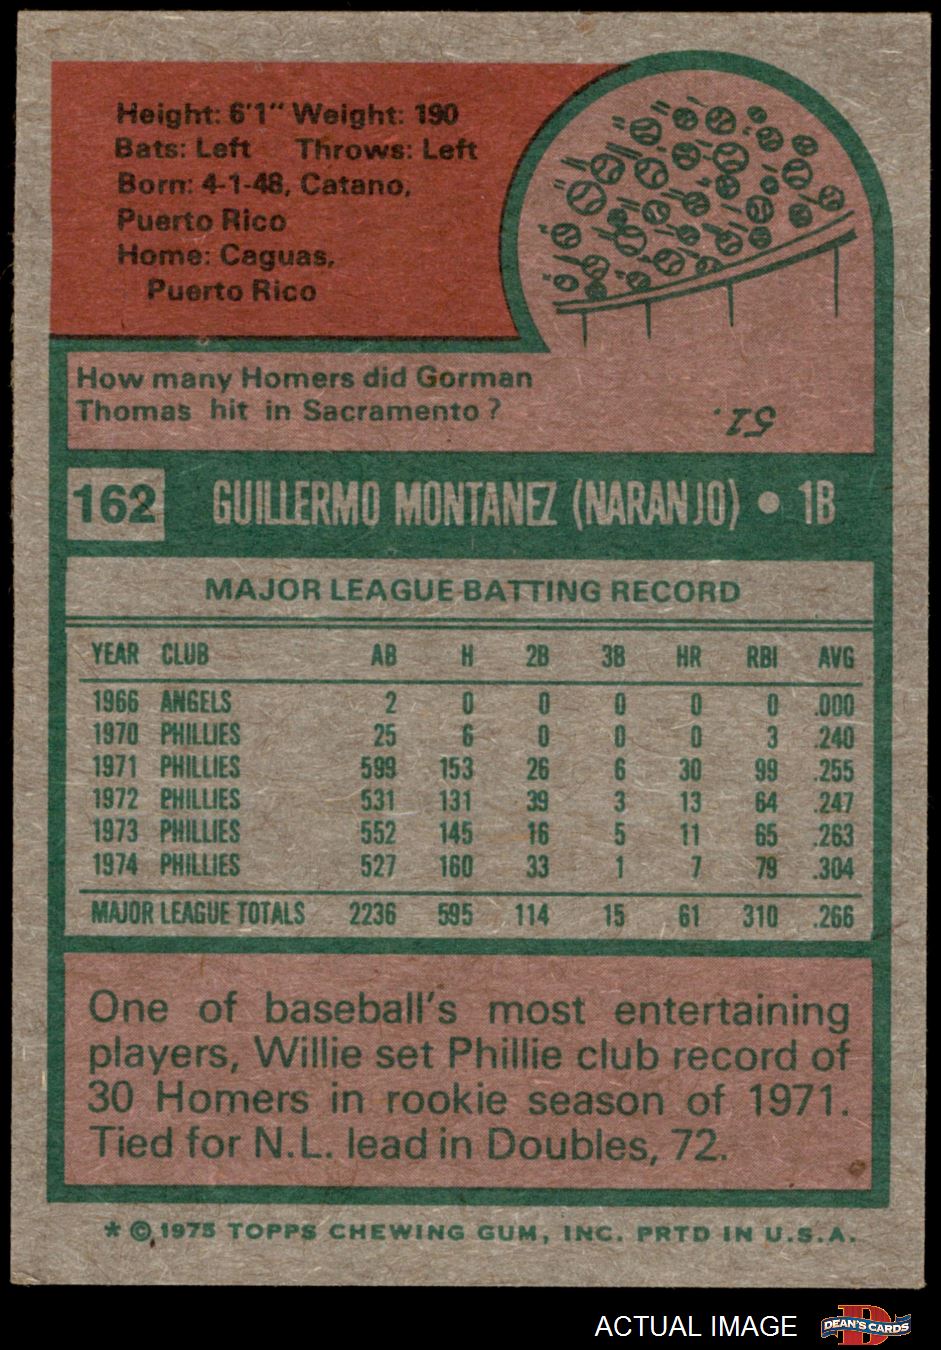 Height: 6'1" Weight: 190
Bats: Left Throws: Left
Born: 4-1-48, Catano,
Puerto Rico
Home: Caguas,
Puerto Rico
How many Homers did Gorman
Thomas hit in Sacramento?
51.
162 GUILLERMO MONTANEZ (NARANJO) • 1B
MAJOR LEAGUE BATTING RECORD
YEAR CLUB AB H 2B 3B HR RBI AVG
1966 ANGELS 2 0 0 0 0 0 .000
1970 PHILLIES 25 6 0 0 0 3 .240
1971 PHILLIES 599 153 26 6 30 99 .255
1972 PHILLIES 531 131 39 3 13 64 .247
1973 PHILLIES 552 145 16 5 11 65 .263
1974 PHILLIES 527 160 33 1 7 79 .304
MAJOR LEAGUE TOTALS 2236 595 114 15 61 310 .266
One of baseball's most entertaining
players, Willie set Phillie club record of
30 Homers in rookie season of 1971.
Tied for N.L. lead in Doubles, 72.
* © 1975 TOPPS CHEWING GUM, INC. PRTD IN U.S.A.
ACTUAL IMAGE
D
DEAN'S CARDS